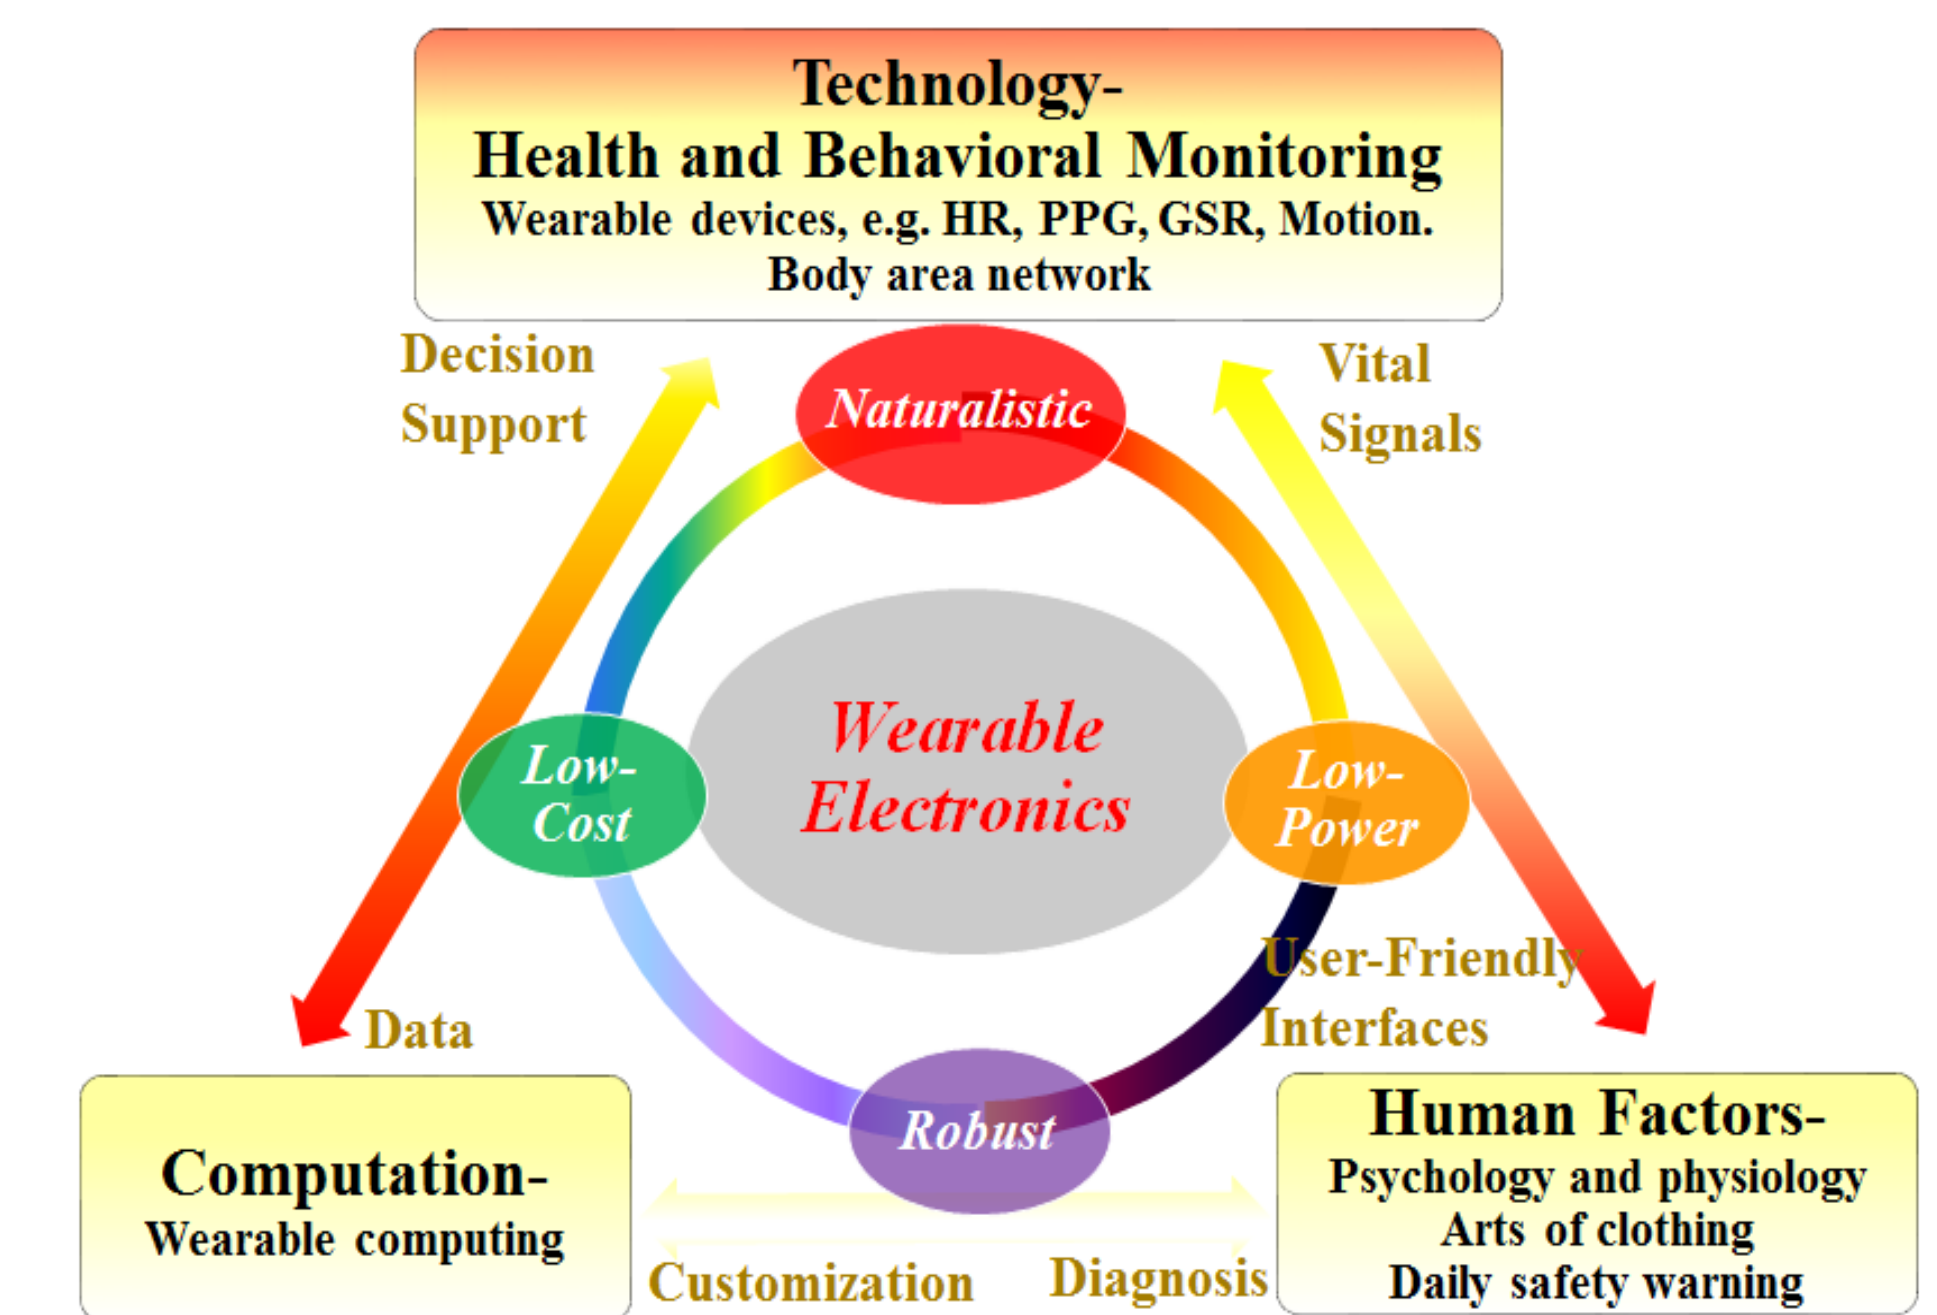 Technology-
Health and Behavioral Monitoring
Wearable devices, e.g. HR, PPG, GSR, Motion.
Body area network
Decision
Support
Vital
Signals
Naturalistic
Wearable
Electronics
Low-
Cost
Low-
Power
User-Friendly
Interfaces
Data
Robust
Computation-
Wearable computing
Human Factors-
Psychology and physiology
Arts of clothing
Daily safety warning
Customization
Diagnosis